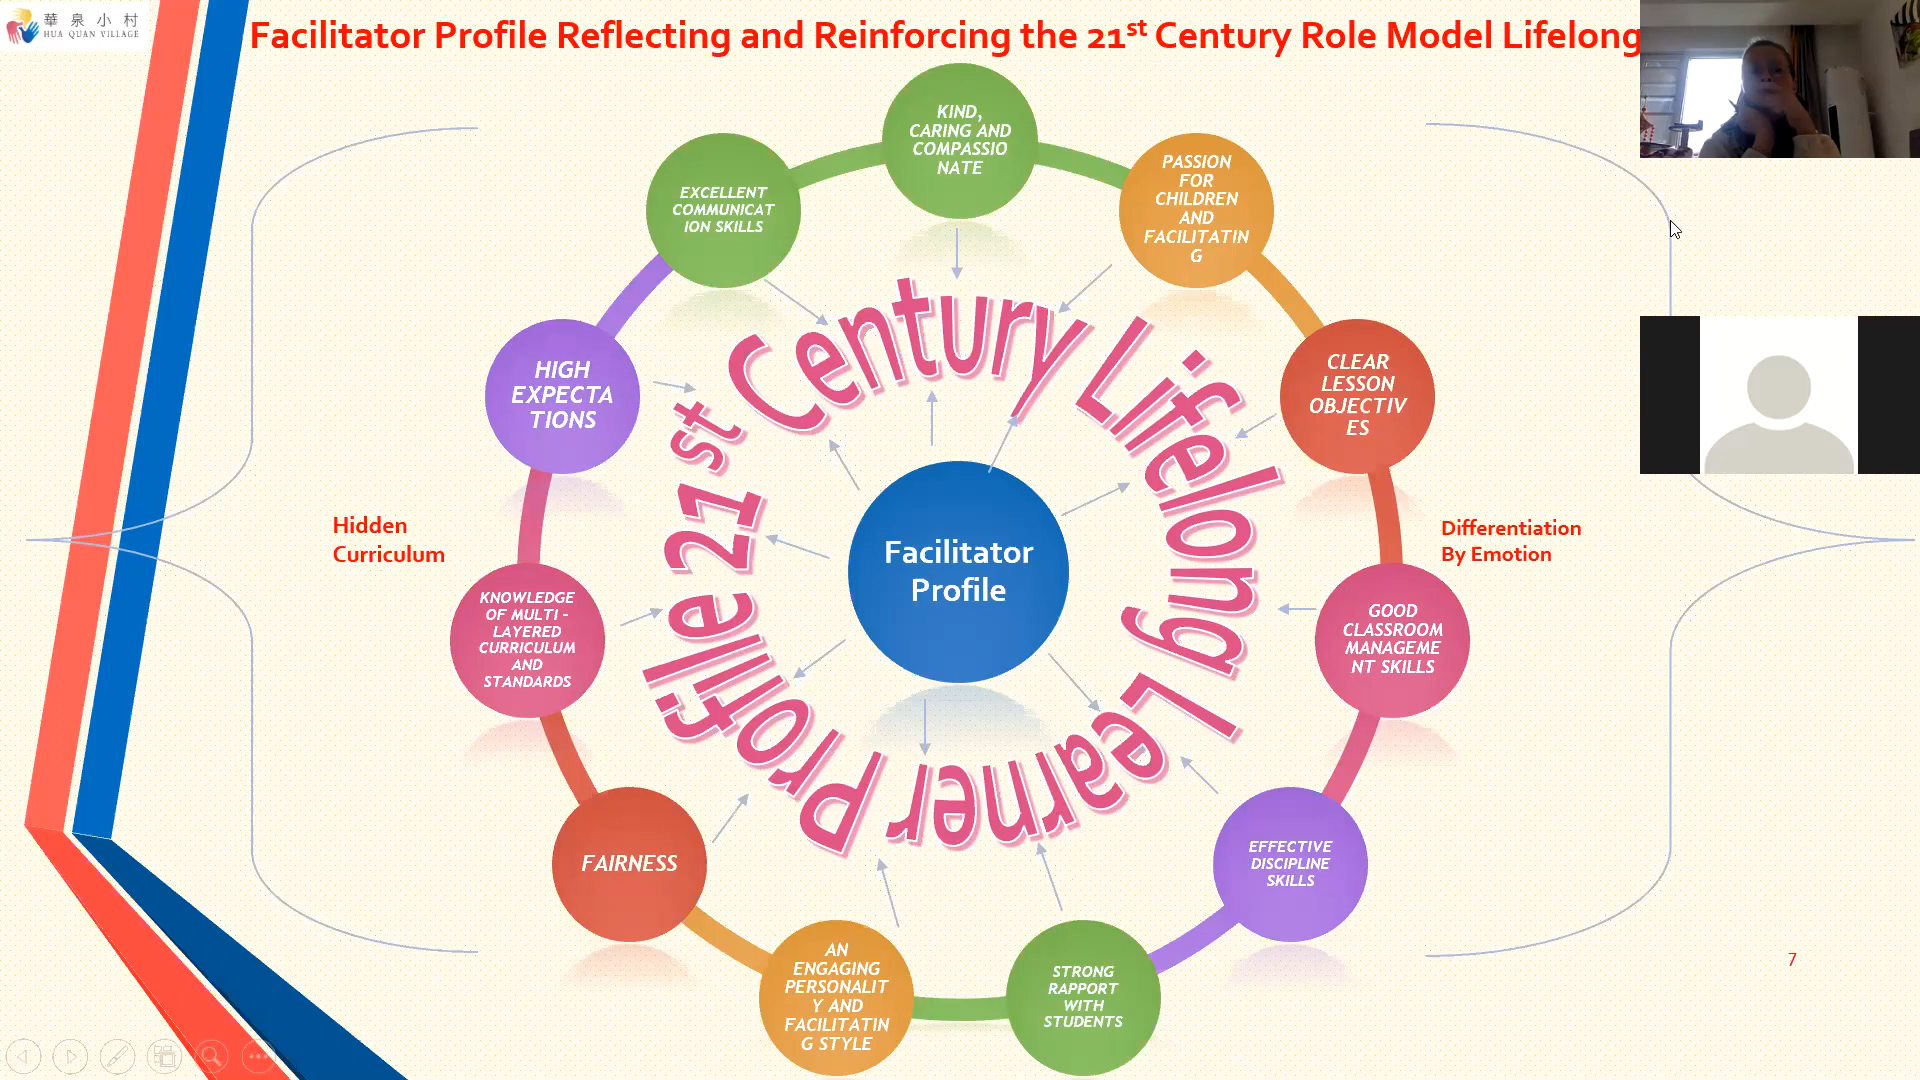 華泉小村
HUA QUAN VILLAGE
Facilitator Profile Reflecting and Reinforcing the 21st Century Role Model Lifelong
KIND,
CARING AND
COMPASSIO
NATE
PASSION
FOR
CHILDREN
AND
FACILITATIN
G
CLEAR
LESSON
OBJECTIV
ES
GOOD
CLASSROOM
MANAGEME
NT SKILLS
EFFECTIVE
DISCIPLINE
SKILLS
STRONG
RAPPORT
WITH
STUDENTS
AN
ENGAGING
PERSONALIT
Y AND
FACILITATIN
G STYLE
FAIRNESS
KNOWLEDGE
OF MULTI -
LAYERED
CURRICULUM
AND
STANDARDS
HIGH
EXPECTA
TIONS
EXCELLENT
COMMUNICAT
ION SKILLS
21st Century Lifelong Learner Profile
Facilitator
Profile
Hidden
Curriculum
Differentiation
By Emotion
7